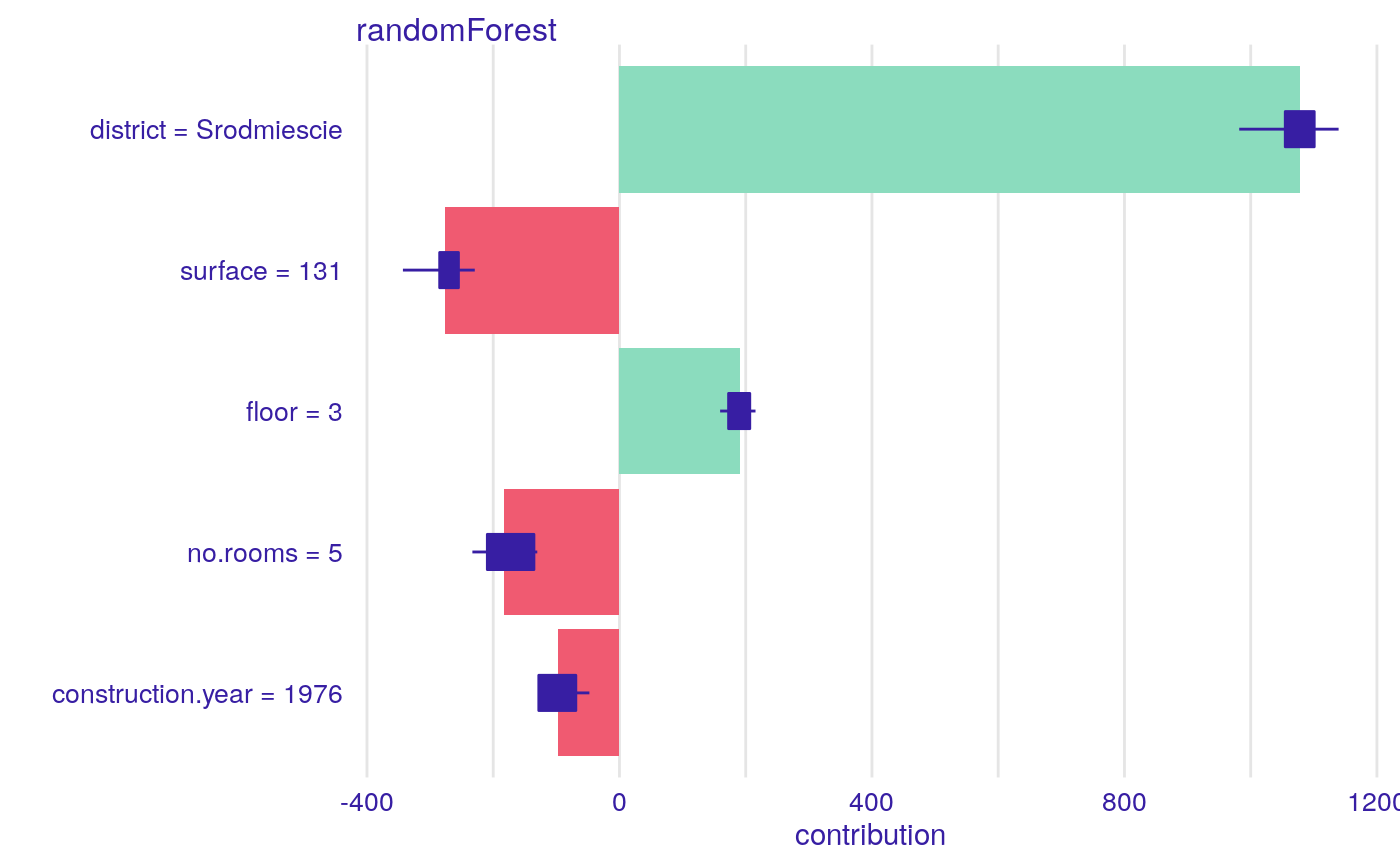 randomForest
district = Srodmiescie
surface = 131
floor = 3
no.rooms = 5
construction.year = 1976
-400 0 400 800 1200
contribution